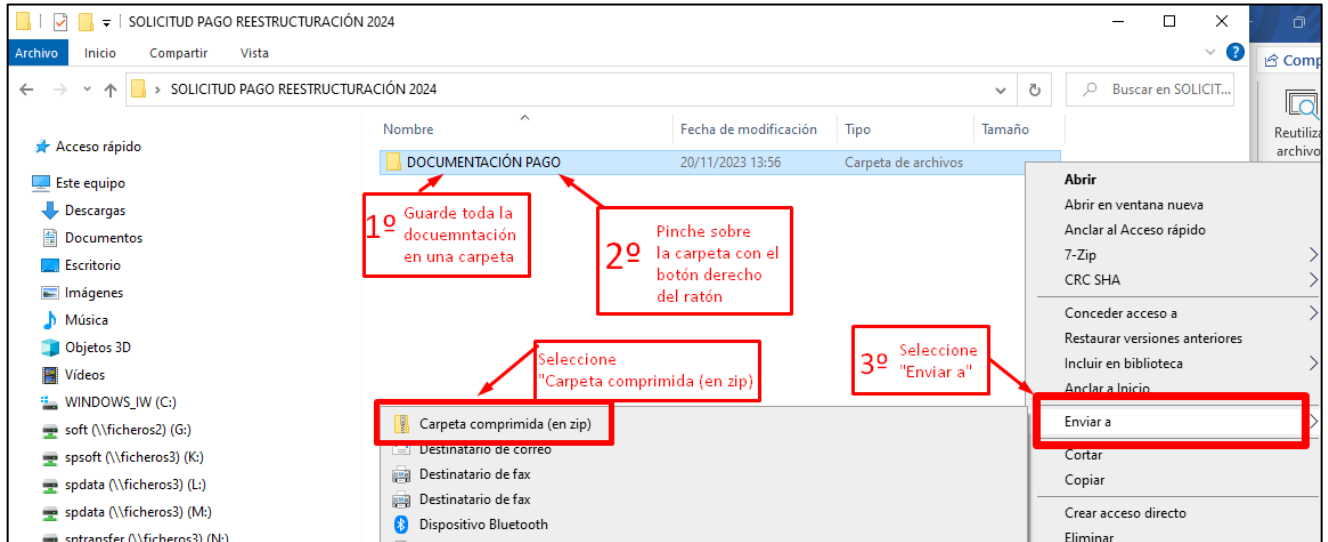 SOLICITUD PAGO REESTRUCTURACIÓN 2024
Archivo Inicio Compartir Vista
SOLICITUD PAGO REESTRUCTURACIÓN 2024
Buscar en SOLICIT...
Comp
Reutiliza
archivo
Nombre Fecha de modificación Tipo Tamaño
DOCUMENTACIÓN PAGO 20/11/2023 13:56 Carpeta de archivos
Acceso rápido
Este equipo
Descargas
Documentos
Escritorio
Imágenes
Música
Objetos 3D
Vídeos
WINDOWS_IW (C:)
soft (\\ficheros2) (G:)
spsoft (\\ficheros3) (K:)
spdata (\\ficheros3) (L:)
spdata (\\ficheros3) (M:)
sptransfer (\\ficheros3) (N:)
1º Guarde toda la
docuemntación
en una carpeta
2º Pinche sobre
la carpeta con el
botón derecho
del ratón
3º Seleccione
"Enviar a"
Seleccione
"Carpeta comprimida (en zip)
Carpeta comprimida (en zip)
Destinatario de correo
Destinatario de fax
Destinatario de fax
Dispositivo Bluetooth
Abrir
Abrir en ventana nueva
Anclar al Acceso rápido
7-Zip
CRC SHA
Conceder acceso a
Restaurar versiones anteriores
Incluir en biblioteca
Anclar a Inicio
Enviar a
Cortar
Copiar
Crear acceso directo
Eliminar